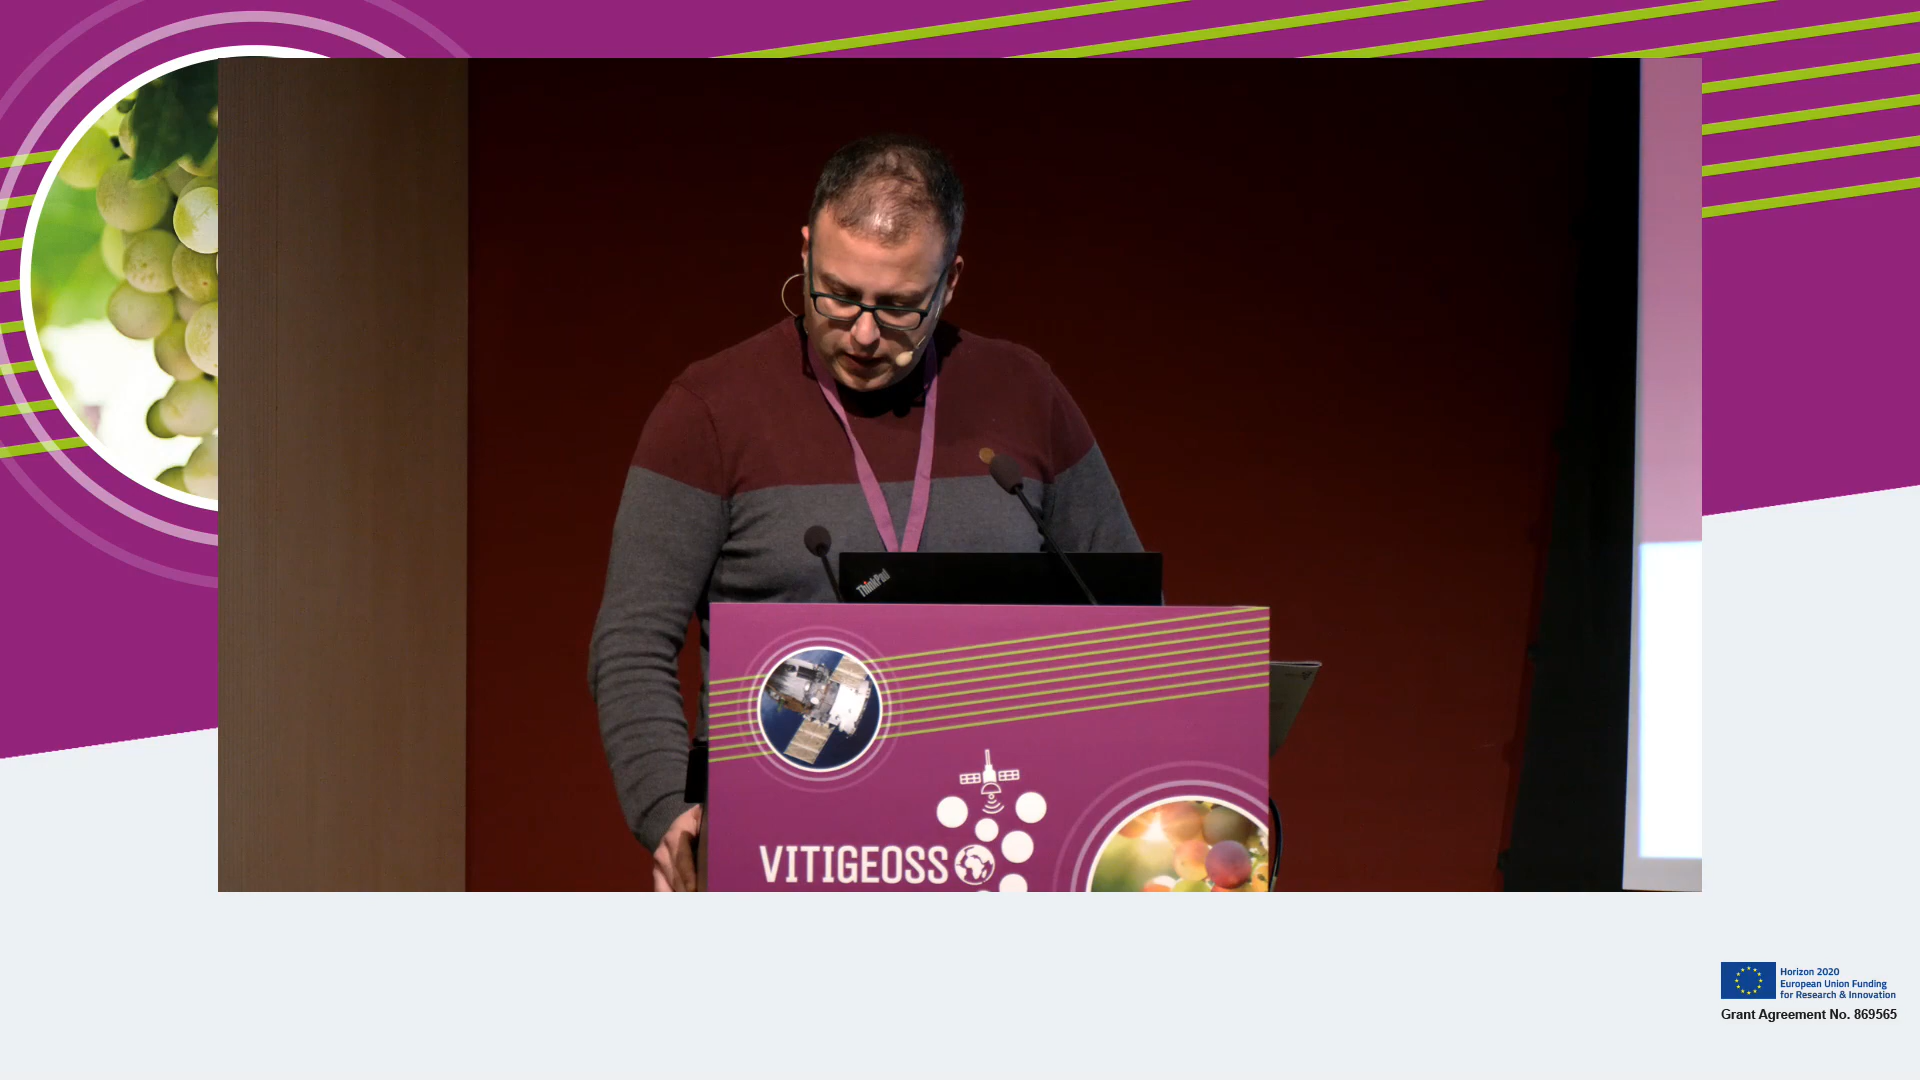 ThinkPad
VITIGEOSS
Horizon 2020
European Union Funding
for Research & Innovation
Grant Agreement No. 869565